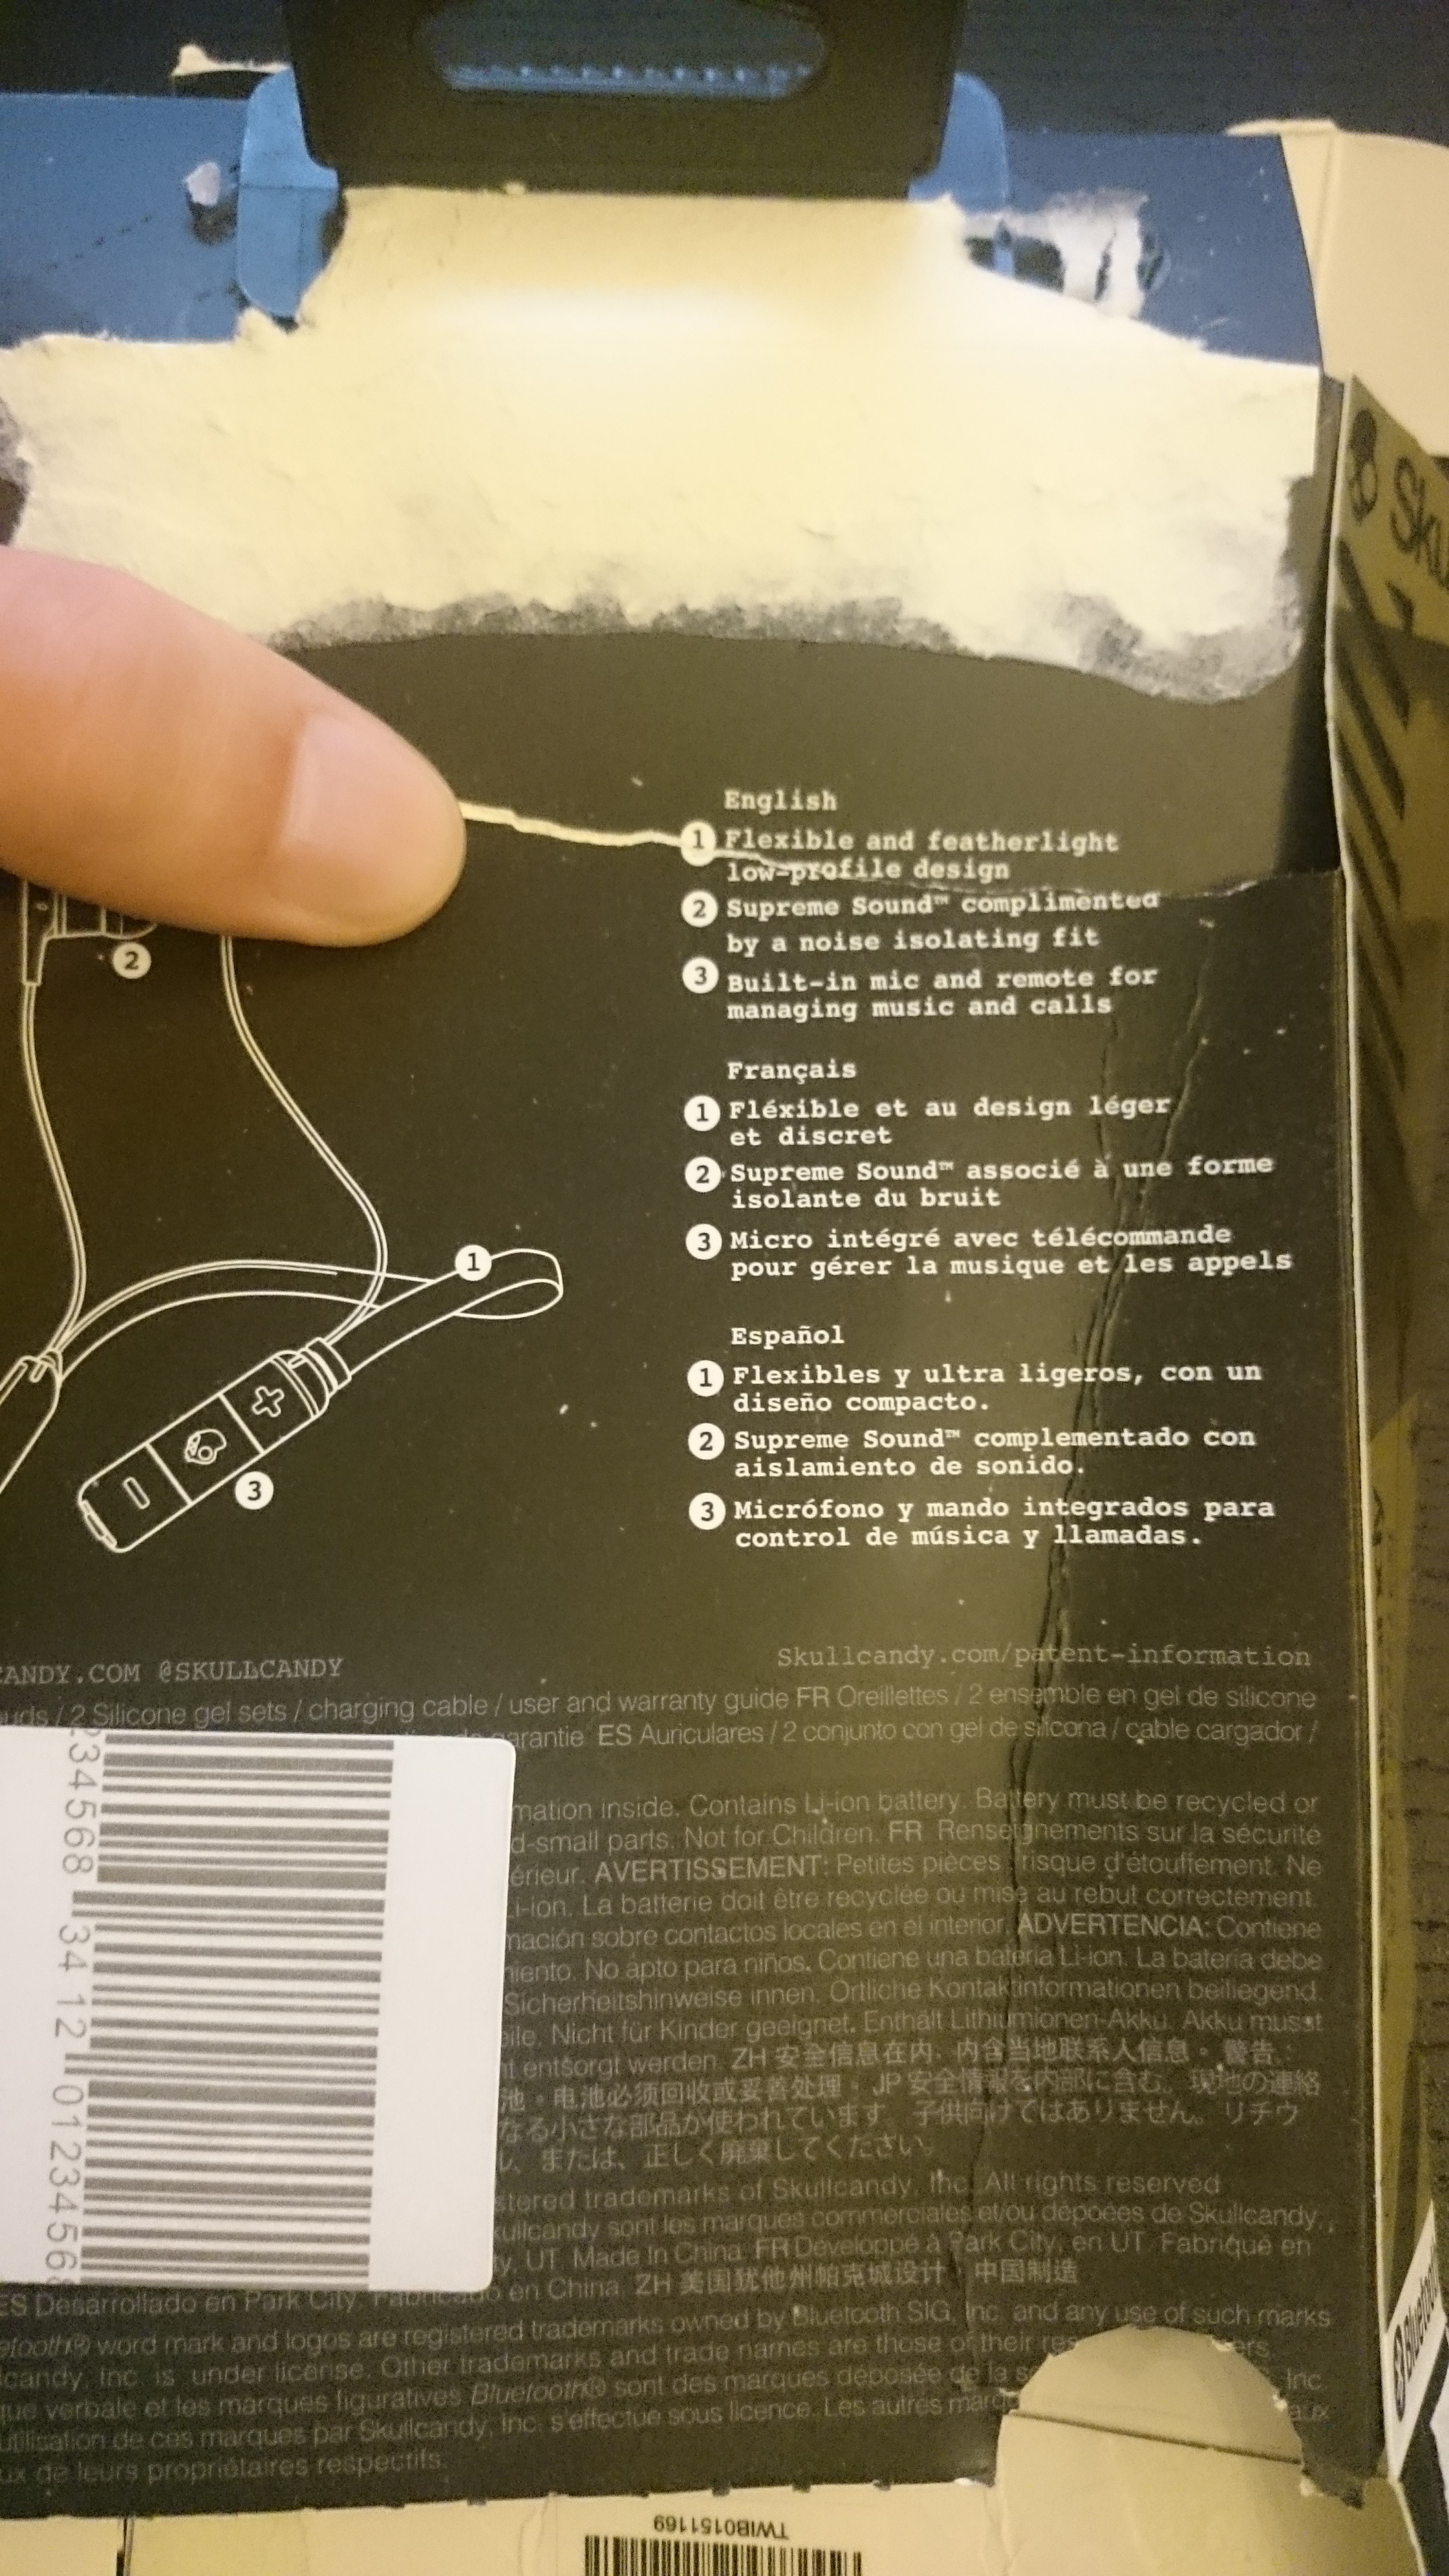 English
1 Flexible and featherlight
low-profile design
2 Supreme Sound™ complimented
by a noise isolating fit
3 Built-in mic and remote for
managing music and calls
Français
1 Fléxible et au design léger
et discret
2 Supreme Sound™ associé à une forme
isolante du bruit
3 Micro intégré avec télécommande
pour gérer la musique et les appels
Español
1 Flexibles y ultra ligeros, con un
diseño compacto.
2 Supreme Sound™ complementado con
aislamiento de sonido.
3 Micrófono y mando integrados para
control de música y llamadas.
2
1
3
CANDY.COM @SKULLCANDY
Skullcandy.com/patent-information
uds / 2 Silicone gel sets / charging cable / user and warranty guide FR Oreillettes / 2 ensemble en gel de silicone
arantie ES Auriculares / 2 conjunto con gel de silicona / cable cargador /
mation inside. Contains Li-ion battery. Battery must be recycled or
d-small parts. Not for Children. FR Renseignements sur la sécurité
érieur. AVERTISSEMENT: Petites pièces risque d'étouffement. Ne
Li-ion. La batterie doit être recyclée ou mise au rebut correctement.
mación sobre contactos locales en el interior. ADVERTENCIA: Contiene
iento. No apto para niños. Contiene una batería Li-ion. La batería debe
Sicherheitshinweise innen. Örtliche Kontaktinformationen beiliegend.
eile. Nicht für Kinder geeignet. Enthält Lithiumionen-Akku. Akku musst
t entsorgt werden. ZH 安全信息在内. 内含当地联系人信息。警告:
池。电池必须回收或妥善处理。 JP 安全情報を内部に含む。現地の連絡
なる小さな部品が使われています。子供向けではありません。リチウ
し、または、正しく廃棄してください。
stered trademarks of Skullcandy, Inc. All rights reserved
ullcandy sont les marques commerciales et/ou déposées de Skullcandy,
y, UT. Made In China. FR Développé à Park City, en UT. Fabriqué en
ES Desarrollado en Park City. Fabricado en China. ZH 美国犹他州帕克城设计 中国制造
etooth® word mark and logos are registered trademarks owned by Bluetooth SIG, Inc. and any use of such marks
lcandy, Inc. is under license. Other trademarks and trade names are those of their
que verbale et les marques figuratives Bluetooth® sont des marques déposée de la Inc.
utilisation de ces marques par Skullcandy, Inc. s'effectue sous licence. Les autres aux
ux de leurs propriétaires respectifs.
234568 34 12 0123456
TWIB0151169
Sku
Bluetooth